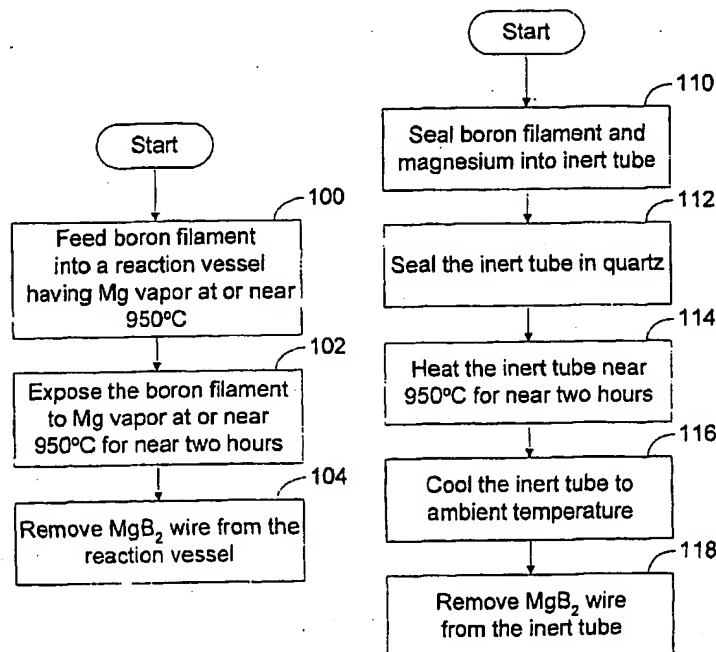 Start
100
Feed boron filament
into a reaction vessel
having Mg vapor at or near
950ºC
102
Expose the boron filament
to Mg vapor at or near
950ºC for near two hours
104
Remove MgB₂ wire from the
reaction vessel
Start
110
Seal boron filament and
magnesium into inert tube
112
Seal the inert tube in quartz
114
Heat the inert tube near
950ºC for near two hours
116
Cool the inert tube to
ambient temperature
118
Remove MgB₂ wire
from the inert tube